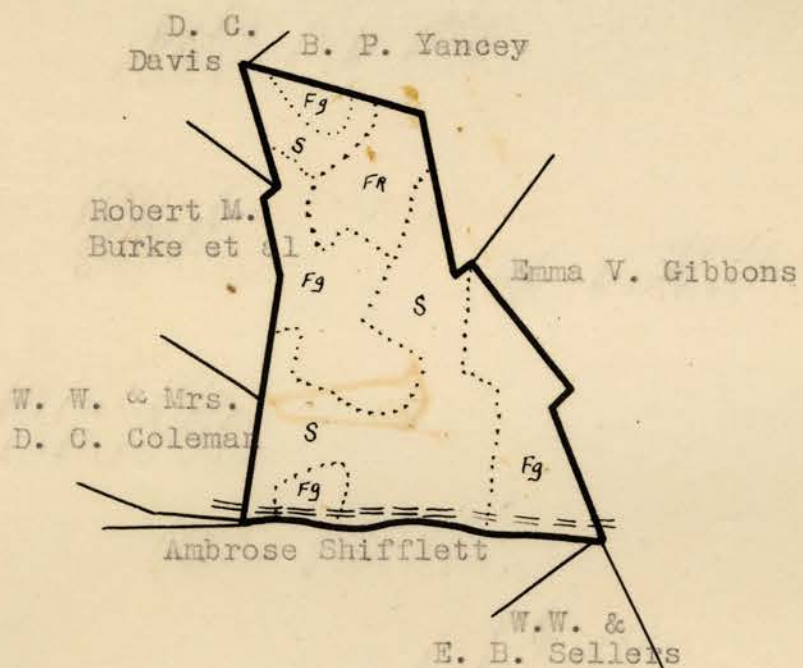 D. C.
Davis
B. P. Yancey
Fg
S
FR
Robert M.
Burke et al
Fg
Emma V. Gibbons
S
W. W. & Mrs.
D. C. Coleman
S
Fg
Fg
Ambrose Shifflett
W.W. &
E. B. Sellers